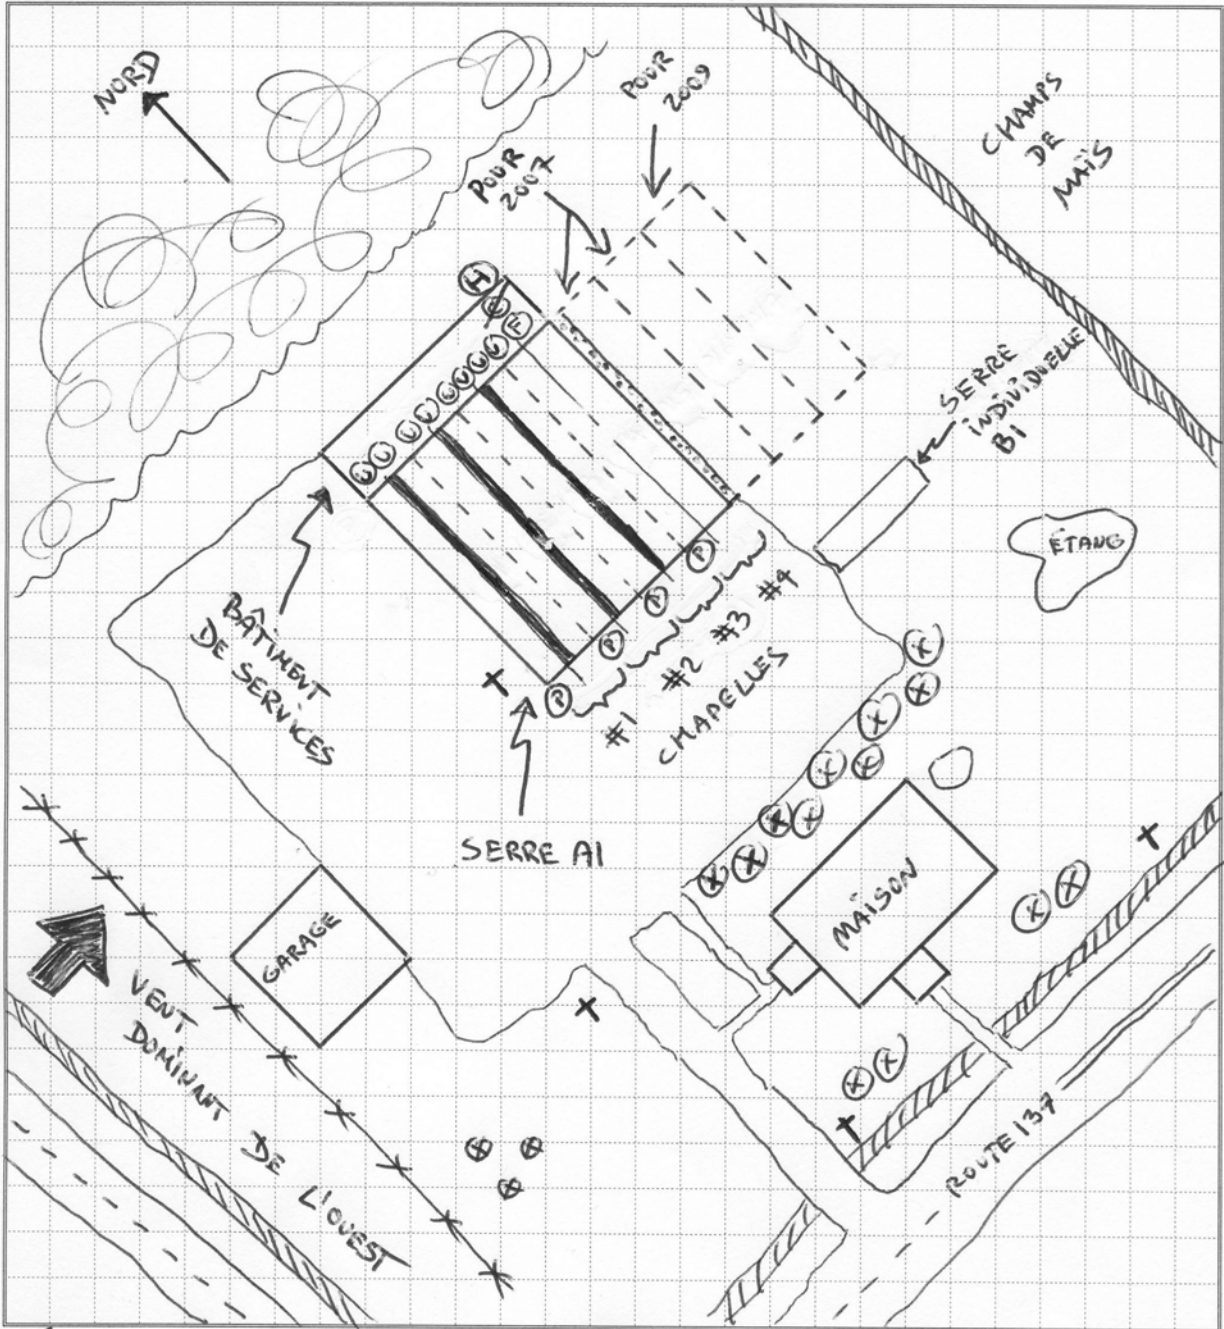 NORD
POUR
2009
CHAMPS
DE
MAÏS
POUR
2007
H
F
SERRE
INDIVIDUELLE
B1
ÉTANG
BÂTIMENT
DE SERVICES
P
P
P
P
#1 #2 #3 #4
CHAPELLES
SERRE A1
MAÏSON
GARAGE
VENT
DOMINANT
DE
L'OUEST
ROUTE 137